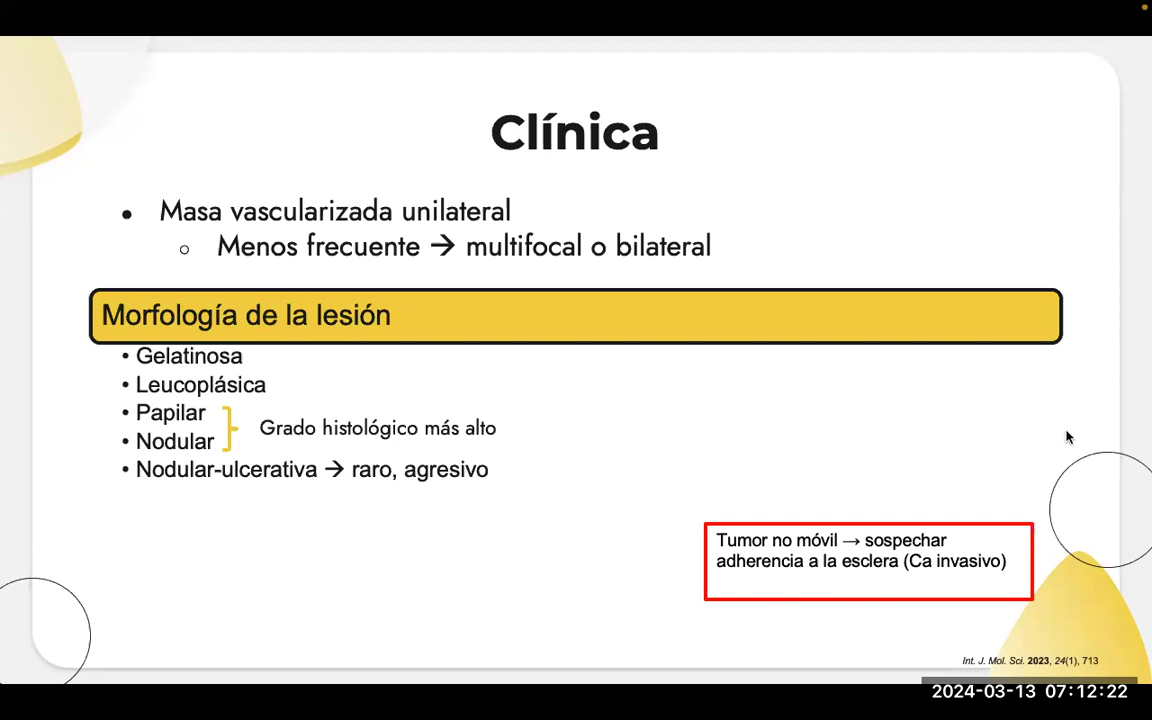 Clínica
• Masa vascularizada unilateral
○ Menos frecuente → multifocal o bilateral
Morfología de la lesión
• Gelatinosa
• Leucoplásica
• Papilar
• Nodular
Grado histológico más alto
• Nodular-ulcerativa → raro, agresivo
Tumor no móvil → sospechar
adherencia a la esclera (Ca invasivo)
Int. J. Mol. Sci. 2023, 24(1), 713
2024-03-13 07:12:22